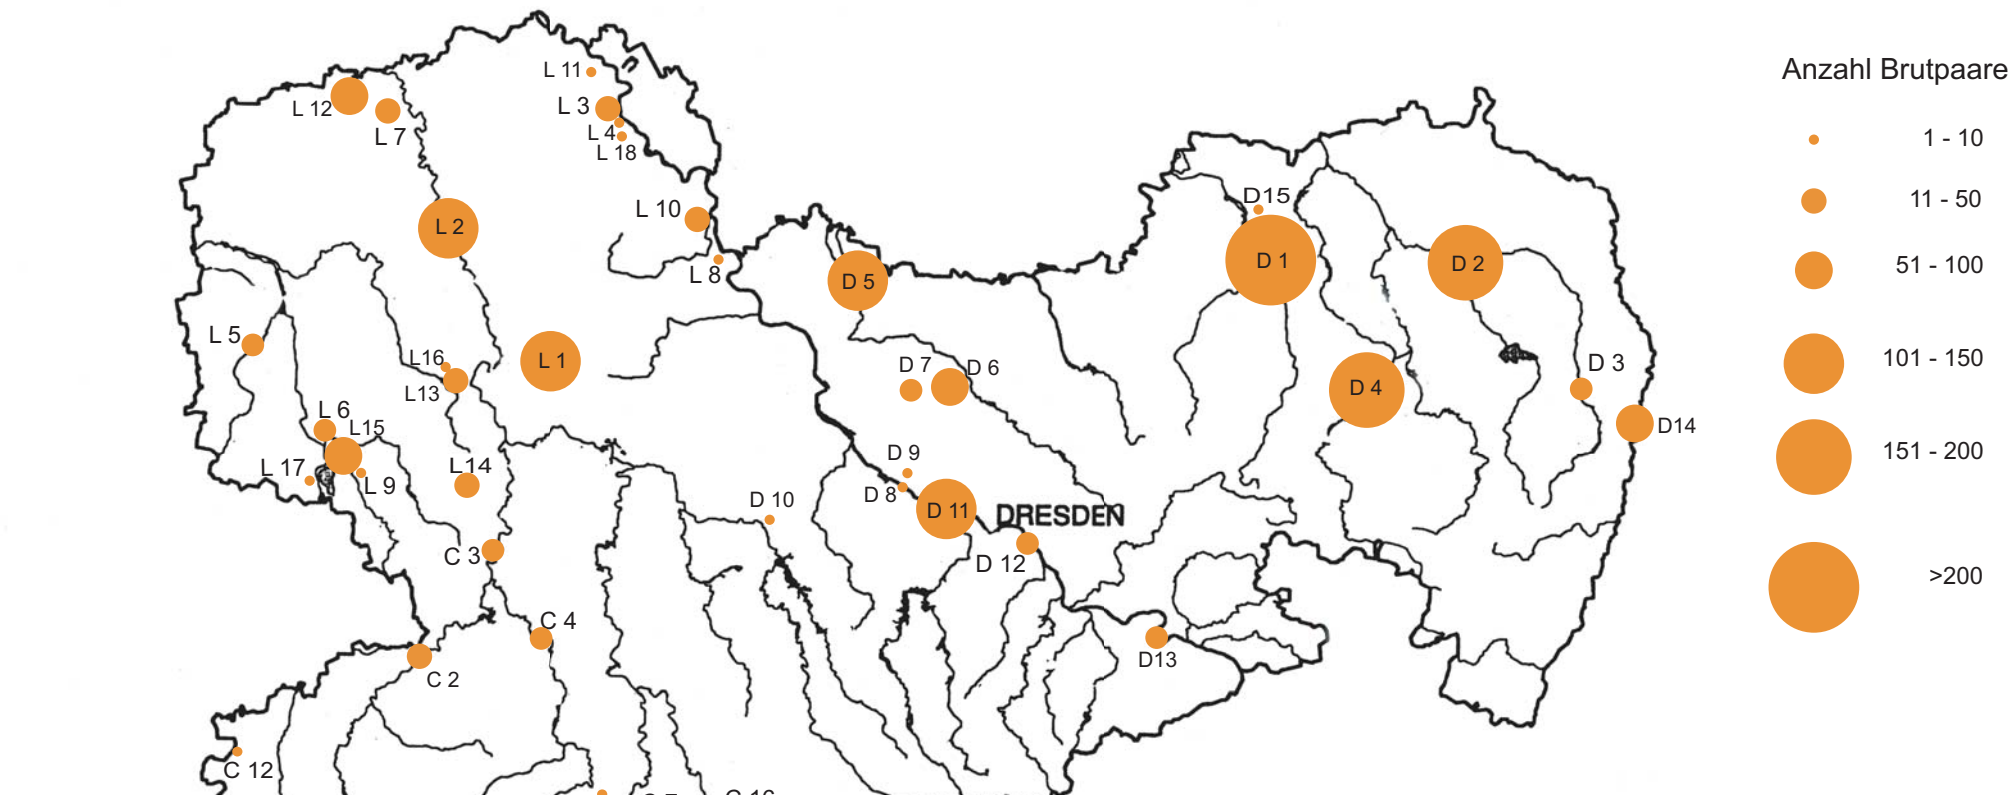 Anzahl Brutpaare
1 - 10
11 - 50
51 - 100
101 - 150
151 - 200
>200
L 11
L 12
L 7
L 3
L 4
L 18
L 10
L 2
L 8
L 5
L16
L13
L 1
L 6
L15
L 17
L 9
L14
D15
D 1
D 2
D 5
D 7
D 6
D 4
D 3
D14
D 9
D 8
D 10
D 11
DRESDEN
D 12
D13
C 3
C 4
C 2
C 12